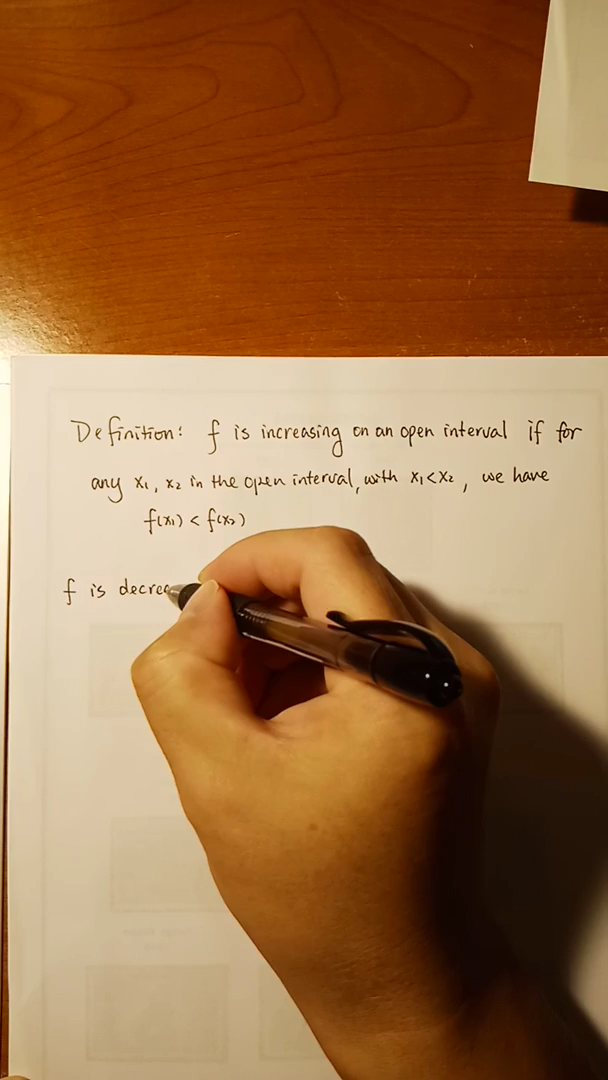 Definition: f is increasing on an open interval if for
any x₁, x₂ in the open interval, with x₁<x₂, we have
f(x₁) < f(x₂)
f is decrea